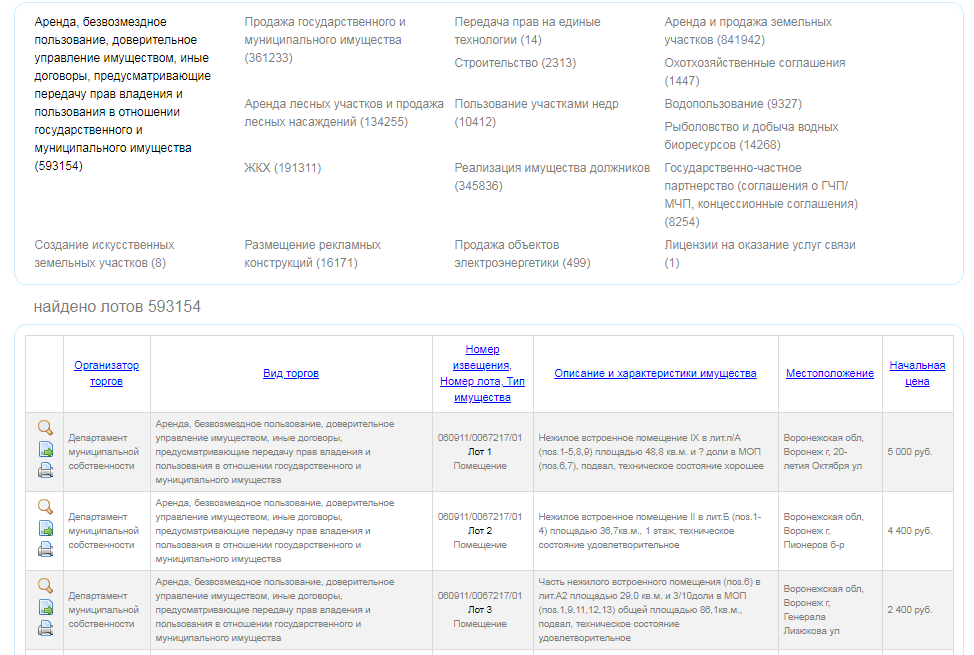 Аренда, безвозмездное
пользование, доверительное
управление имуществом, иные
договоры, предусматривающие
передачу прав владения и
пользования в отношении
государственного и
муниципального имущества
(593154)
Продажа государственного и
муниципального имущества
(361233)
Передача прав на единые
технологии (14)
Строительство (2313)
Аренда и продажа земельных
участков (841942)
Охотхозяйственные соглашения
(1447)
Аренда лесных участков и продажа
лесных насаждений (134255)
Пользование участками недр
(10412)
Водопользование (9327)
Рыболовство и добыча водных
биоресурсов (14268)
ЖКХ (191311)
Реализация имущества должников
(345836)
Государственно-частное
партнерство (соглашения о ГЧП/
МЧП, концессионные соглашения)
(8254)
Создание искусственных
земельных участков (8)
Размещение рекламных
конструкций (16171)
Продажа объектов
электроэнергетики (499)
Лицензии на оказание услуг связи
(1)
найдено лотов 593154
Организатор
торгов
Вид торгов
Номер
извещения,
Номер лота, Тип
имущества
Описание и характеристики имущества
Местоположение
Начальная
цена
Департамент
муниципальной
собственности
Аренда, безвозмездное пользование, доверительное
управление имуществом, иные договоры,
предусматривающие передачу прав владения и
пользования в отношении государственного и
муниципального имущества
060911/0067217/01
Лот 1
Помещение
Нежилое встроенное помещение IX в лит.п/А
(поз.1-5,8,9) площадью 48,8 кв.м. и ? доли в МОП
(поз.6,7), подвал, техническое состояние хорошее
Воронежская обл,
Воронеж г, 20-
летия Октября ул
5 000 руб.
Департамент
муниципальной
собственности
Аренда, безвозмездное пользование, доверительное
управление имуществом, иные договоры,
предусматривающие передачу прав владения и
пользования в отношении государственного и
муниципального имущества
060911/0067217/01
Лот 2
Помещение
Нежилое встроенное помещение II в лит.Б (поз.1-
4) площадью 36,7кв.м., 1 этаж, техническое
состояние удовлетворительное
Воронежская обл,
Воронеж г,
Пионеров б-р
4 400 руб.
Департамент
муниципальной
собственности
Аренда, безвозмездное пользование, доверительное
управление имуществом, иные договоры,
предусматривающие передачу прав владения и
пользования в отношении государственного и
муниципального имущества
060911/0067217/01
Лот 3
Помещение
Часть нежилого встроенного помещения (поз.6) в
лит.А2 площадью 29,0 кв.м. и 3/10доли в МОП
(поз.1,9,11,12,13) общей площадью 86,1кв.м.,
подвал, техническое состояние
удовлетворительное
Воронежская обл,
Воронеж г,
Генерала
Лизюкова ул
2 400 руб.